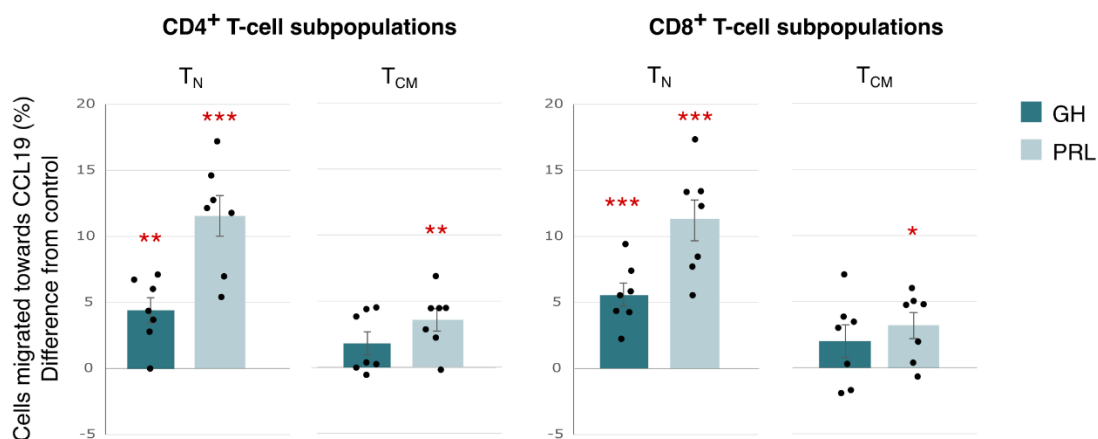 CD4+ T-cell subpopulations
CD8+ T-cell subpopulations
TN
TCM
TN
TCM
Cells migrated towards CCL19 (%)
Difference from control
20
15
10
5
0
-5
20
15
10
5
0
-5
**
***
**
***
***
*
GH
PRL